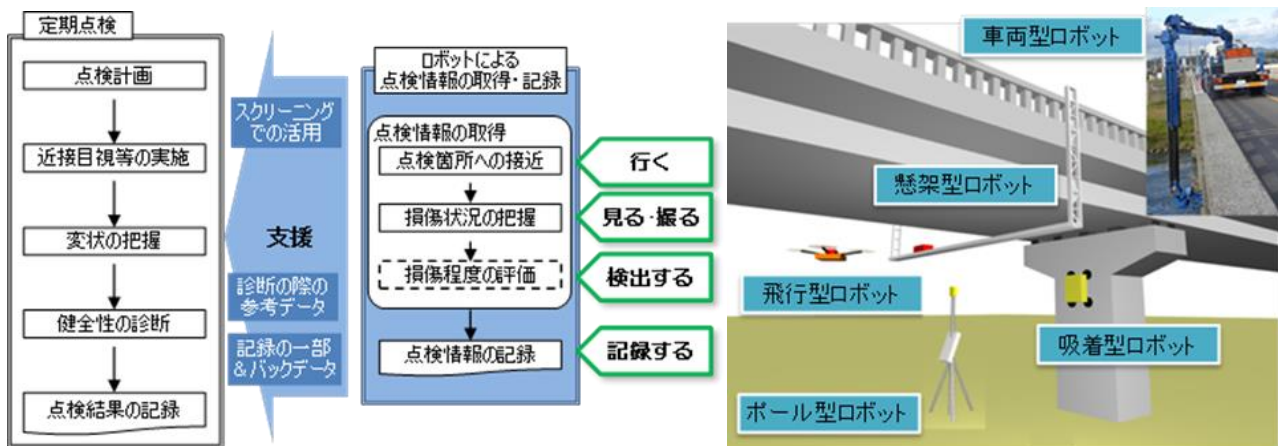 定期点検
点検計画
近接目視等の実施
変状の把握
健全性の診断
点検結果の記録
スクリーニング
での活用
支援
診断の際の
参考データ
記録の一部
&バックデータ
ロボットによる
点検情報の取得・記録
点検情報の取得
点検箇所への接近
損傷状況の把握
損傷程度の評価
点検情報の記録
行く
見る・撮る
検出する
記録する
車両型ロボット
懸架型ロボット
飛行型ロボット
吸着型ロボット
ポール型ロボット